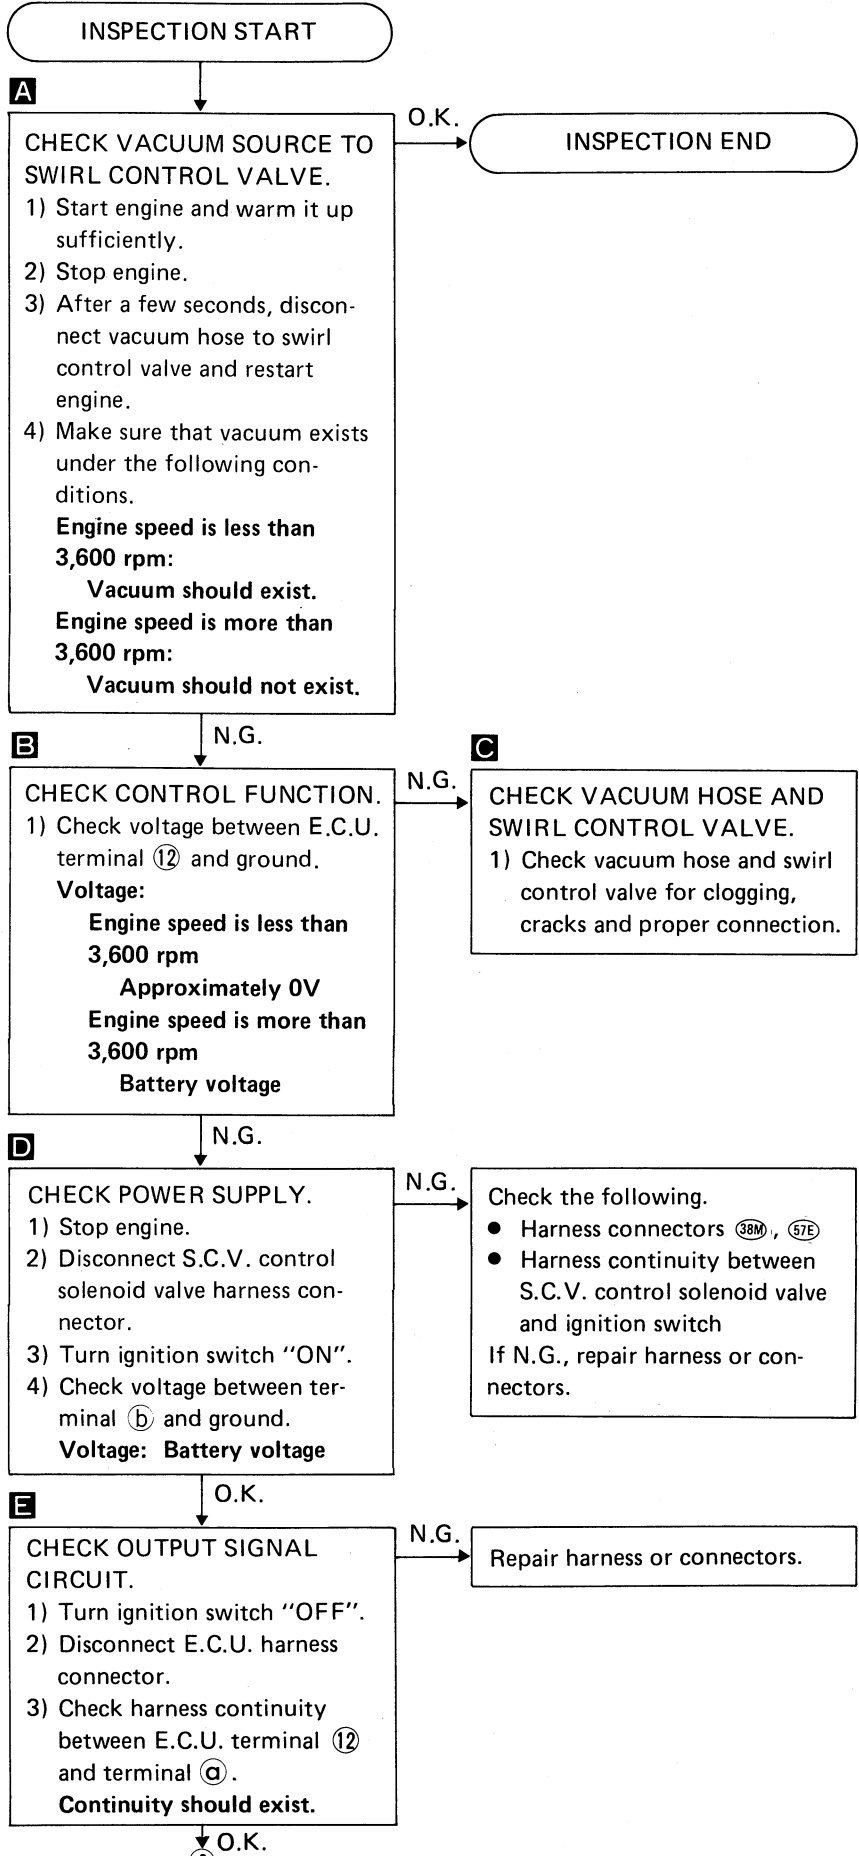 INSPECTION START
A
O.K.
INSPECTION END
CHECK VACUUM SOURCE TO
SWIRL CONTROL VALVE.
1) Start engine and warm it up
sufficiently.
2) Stop engine.
3) After a few seconds, discon-
nect vacuum hose to swirl
control valve and restart
engine.
4) Make sure that vacuum exists
under the following con-
ditions.
Engine speed is less than
3,600 rpm:
Vacuum should exist.
Engine speed is more than
3,600 rpm:
Vacuum should not exist.
N.G.
B
CHECK CONTROL FUNCTION.
1) Check voltage between E.C.U.
terminal ⑫ and ground.
Voltage:
Engine speed is less than
3,600 rpm
Approximately 0V
Engine speed is more than
3,600 rpm
Battery voltage
N.G.
C
CHECK VACUUM HOSE AND
SWIRL CONTROL VALVE.
1) Check vacuum hose and swirl
control valve for clogging,
cracks and proper connection.
N.G.
D
CHECK POWER SUPPLY.
1) Stop engine.
2) Disconnect S.C.V. control
solenoid valve harness con-
nector.
3) Turn ignition switch “ON”.
4) Check voltage between ter-
minal ⓑ and ground.
Voltage: Battery voltage
N.G.
Check the following.
● Harness connectors 38M, 57E
● Harness continuity between
S.C.V. control solenoid valve
and ignition switch
If N.G., repair harness or con-
nectors.
O.K.
E
CHECK OUTPUT SIGNAL
CIRCUIT.
1) Turn ignition switch “OFF”.
2) Disconnect E.C.U. harness
connector.
3) Check harness continuity
between E.C.U. terminal ⑫
and terminal ⓐ.
Continuity should exist.
N.G.
Repair harness or connectors.
O.K.